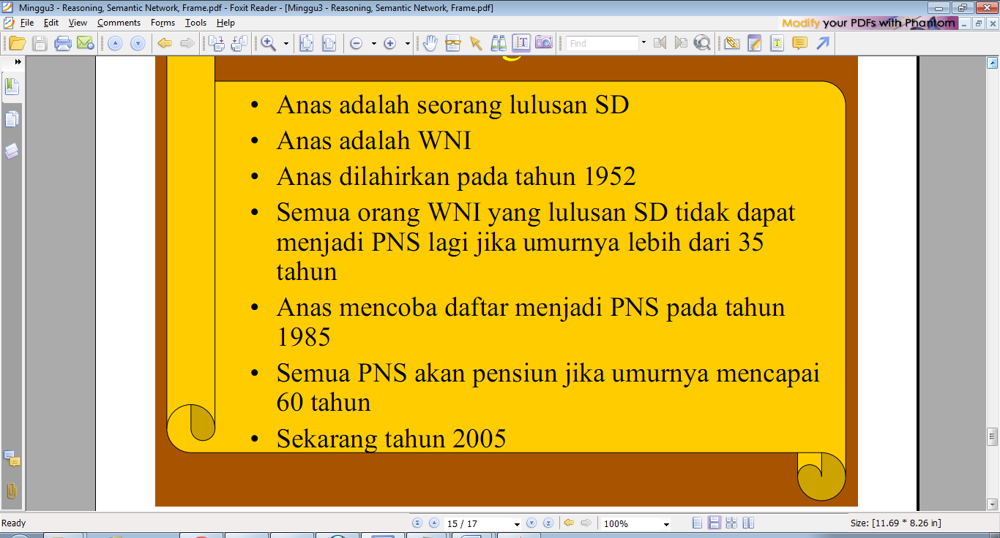 Minggu3 - Reasoning, Semantic Network, Frame.pdf - Foxit Reader - [Minggu3 - Reasoning, Semantic Network, Frame.pdf]
File Edit View Comments Forms Tools Help
Modify your PDFs with Phantom
Find
• Anas adalah seorang lulusan SD
• Anas adalah WNI
• Anas dilahirkan pada tahun 1952
• Semua orang WNI yang lulusan SD tidak dapat
menjadi PNS lagi jika umurnya lebih dari 35
tahun
• Anas mencoba daftar menjadi PNS pada tahun
1985
• Semua PNS akan pensiun jika umurnya mencapai
60 tahun
• Sekarang tahun 2005
Ready 15 / 17 100% Size: [11.69 * 8.26 in]